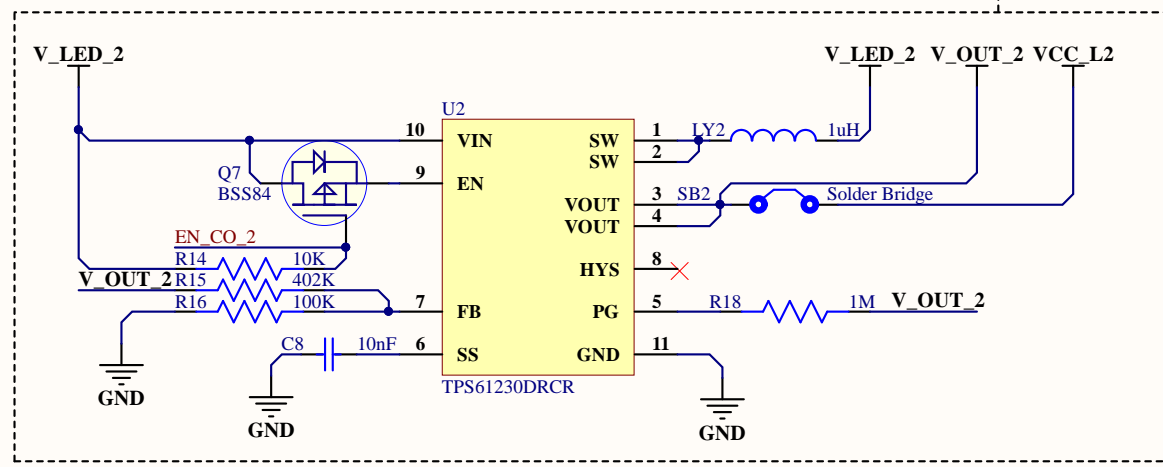 V_LED_2
V_LED_2 V_OUT_2 VCC_L2
U2
10 VIN SW 1 LY2 1uH
SW 2
Q7
BSS84
9 EN
VOUT 3 SB2 Solder Bridge
VOUT 4
EN_CO_2
R14 10K
HYS 8
V_OUT_2 R15 402K
R16 100K 7 FB PG 5 R18 1M V_OUT_2
C8 10nF 6 SS GND 11
TPS61230DRCR
GND
GND
GND